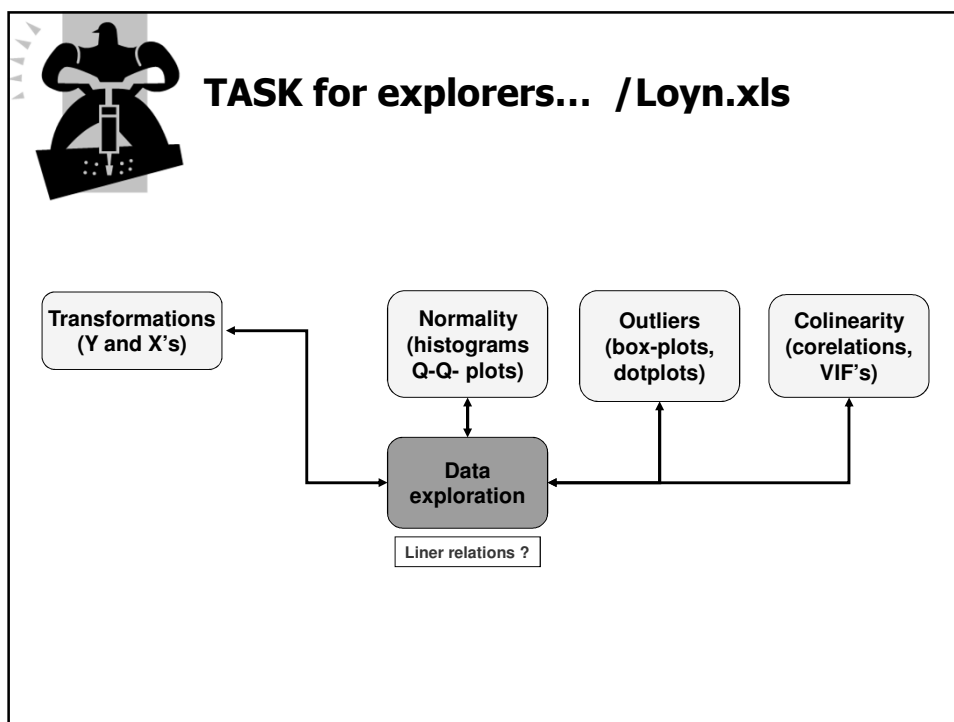 TASK for explorers... /Loyn.xls
Transformations
(Y and X's)
Normality
(histograms
Q-Q- plots)
Outliers
(box-plots,
dotplots)
Colinearity
(corelations,
VIF's)
Data
exploration
Liner relations ?